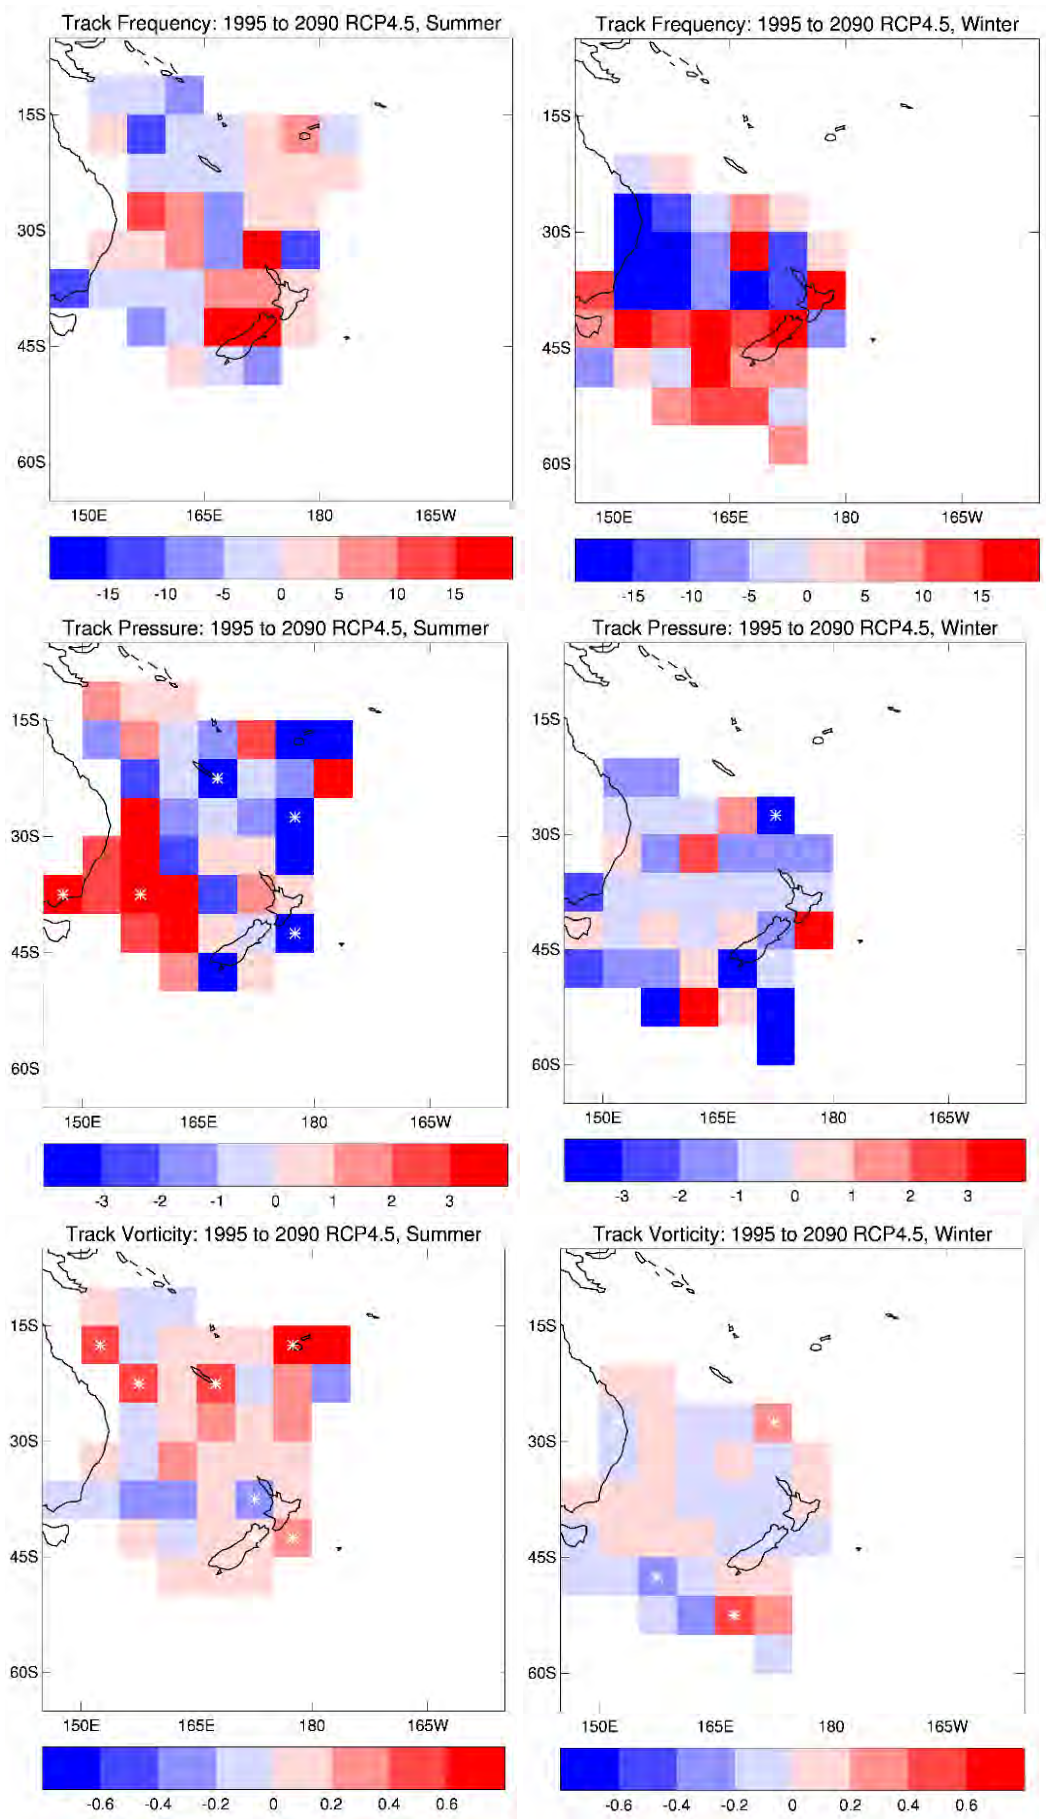 Track Frequency: 1995 to 2090 RCP4.5, Summer
15S
30S
45S
60S
150E 165E 180 165W
-15 -10 -5 0 5 10 15
Track Frequency: 1995 to 2090 RCP4.5, Winter
15S
30S
45S
60S
150E 165E 180 165W
-15 -10 -5 0 5 10 15
Track Pressure: 1995 to 2090 RCP4.5, Summer
15S
30S
45S
60S
150E 165E 180 165W
-3 -2 -1 0 1 2 3
Track Pressure: 1995 to 2090 RCP4.5, Winter
15S
30S
45S
60S
150E 165E 180 165W
-3 -2 -1 0 1 2 3
Track Vorticity: 1995 to 2090 RCP4.5, Summer
15S
30S
45S
60S
150E 165E 180 165W
-0.6 -0.4 -0.2 0 0.2 0.4 0.6
Track Vorticity: 1995 to 2090 RCP4.5, Winter
15S
30S
45S
60S
150E 165E 180 165W
-0.6 -0.4 -0.2 0 0.2 0.4 0.6